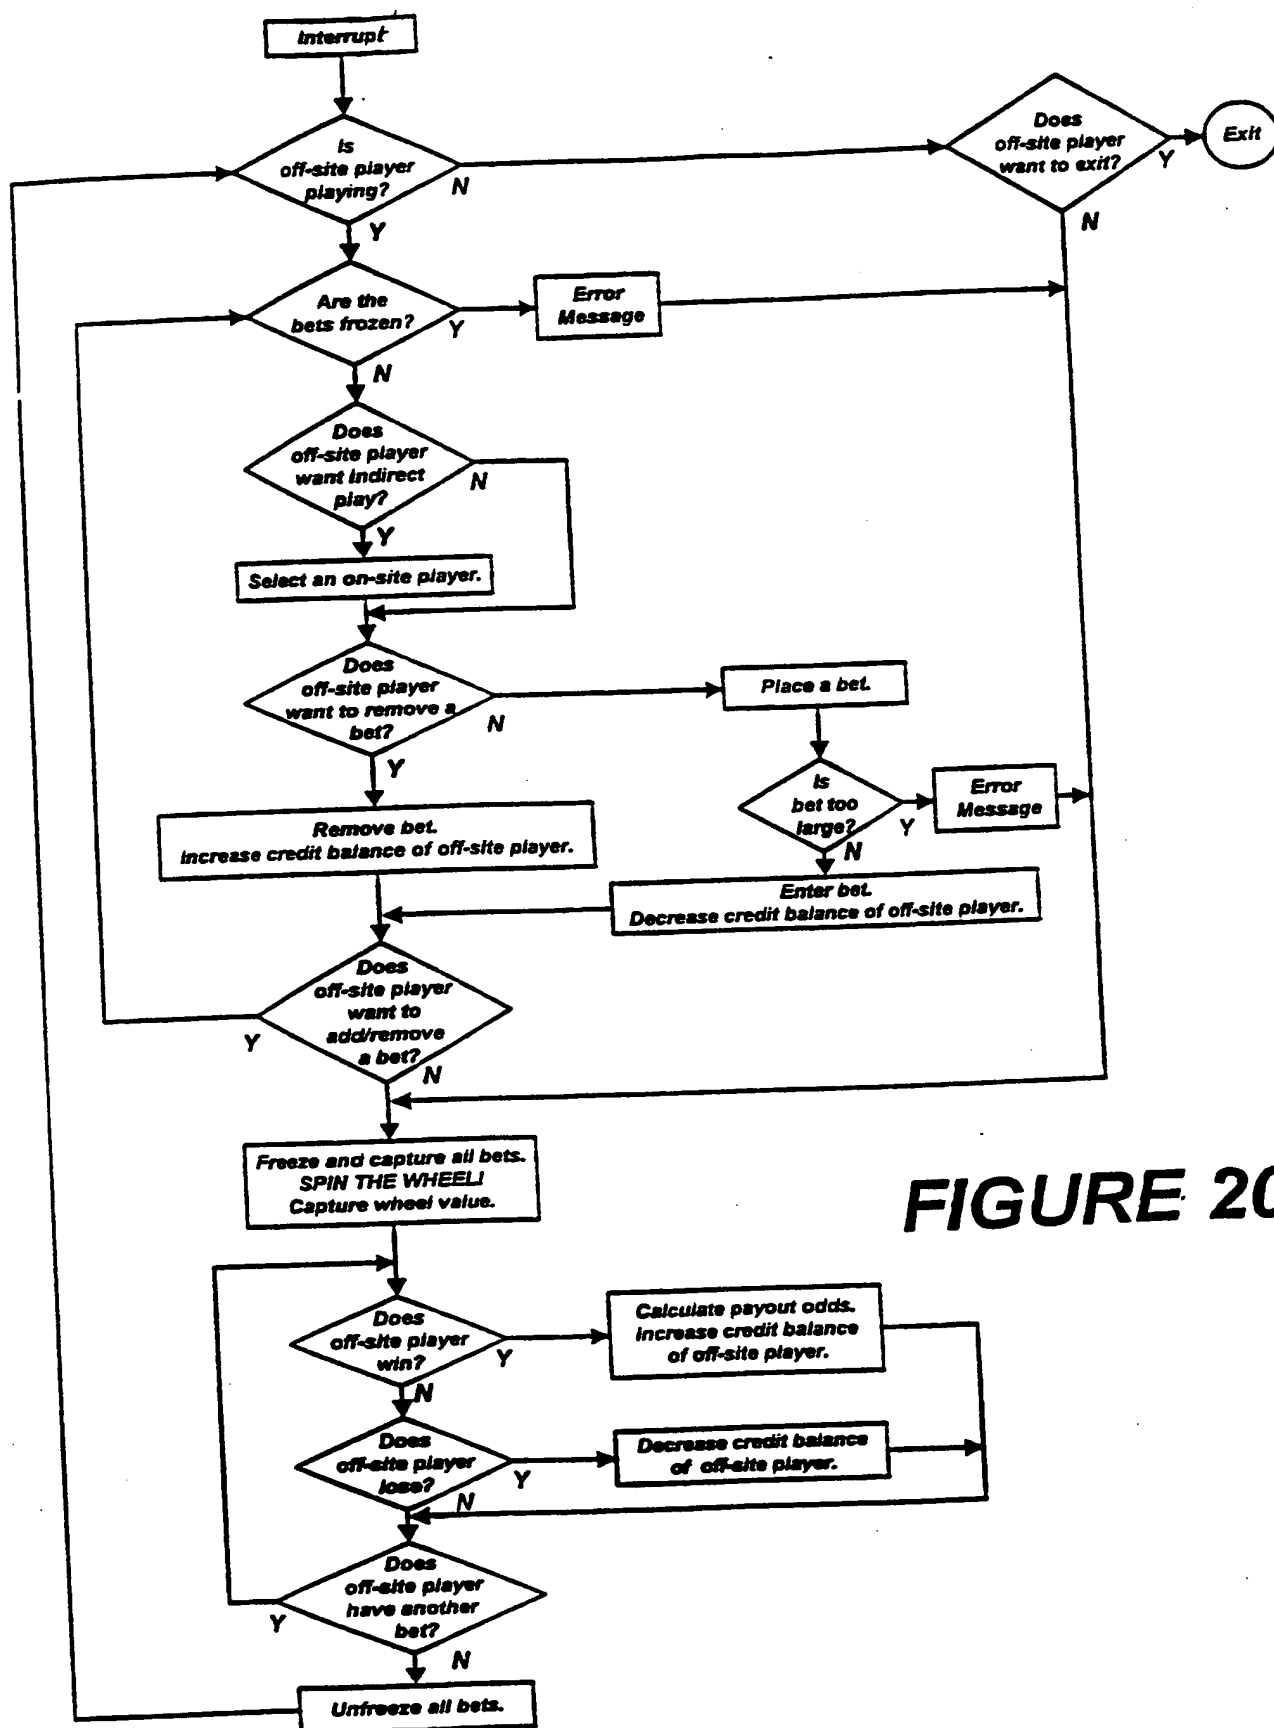 Interrupt
Is
off-site player
playing?
N
Y
Does
off-site player
want to exit?
Y
N
Exit
Are the
bets frozen?
Y
N
Error
Message
Does
off-site player
want indirect
play?
N
Y
Select an on-site player.
Does
off-site player
want to remove a
bet?
N
Y
Place a bet.
Is
bet too
large?
Y
N
Error
Message
Remove bet.
Increase credit balance of off-site player.
Enter bet.
Decrease credit balance of off-site player.
Does
off-site player
want to
add/remove
a bet?
Y
N
Freeze and capture all bets.
SPIN THE WHEEL!
Capture wheel value.
FIGURE 20
Does
off-site player
win?
Y
N
Calculate payout odds.
Increase credit balance
of off-site player.
Does
off-site player
lose?
Y
N
Decrease credit balance
of off-site player.
Does
off-site player
have another
bet?
Y
N
Unfreeze all bets.